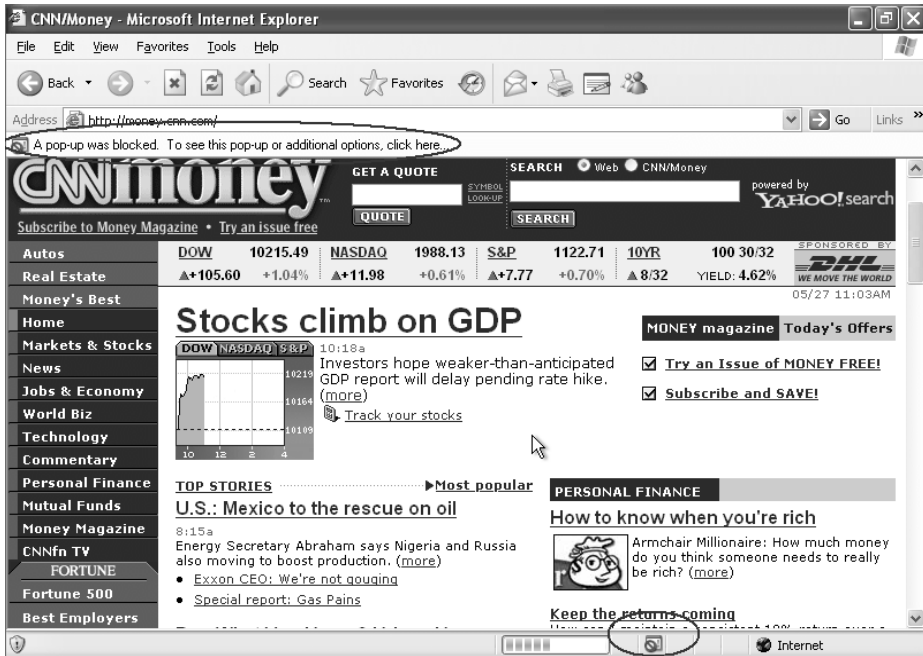 CNN/Money - Microsoft Internet Explorer
File Edit View Favorites Tools Help
Back Search Favorites
Address http://money.cnn.com/ Go Links »
A pop-up was blocked. To see this pop-up or additional options, click here...
CNNmoney™
GET A QUOTE
SYMBOL LOOK-UP
QUOTE
SEARCH Web CNN/Money
SEARCH
powered by
YAHOO! search
Subscribe to Money Magazine • Try an issue free
Autos
Real Estate
Money's Best
Home
Markets & Stocks
News
Jobs & Economy
World Biz
Technology
Commentary
Personal Finance
Mutual Funds
Money Magazine
CNNfn TV
FORTUNE
Fortune 500
Best Employers
DOW 10215.49 NASDAQ 1988.13 S&P 1122.71 10YR 100 30/32
▲+105.60 +1.04% ▲+11.98 +0.61% ▲+7.77 +0.70% ▲8/32 YIELD: 4.62%
SPONSORED BY
DHL
WE MOVE THE WORLD
05/27 11:03AM
Stocks climb on GDP
DOW NASDAQ S&P
10219
10164
10109
10 12 2 4
10:18a
Investors hope weaker-than-anticipated
GDP report will delay pending rate hike.
(more)
Track your stocks
MONEY magazine Today's Offers
Try an Issue of MONEY FREE!
Subscribe and SAVE!
TOP STORIES ▶Most popular
U.S.: Mexico to the rescue on oil
8:15a
Energy Secretary Abraham says Nigeria and Russia
also moving to boost production. (more)
• Exxon CEO: We're not gouging
• Special report: Gas Pains
PERSONAL FINANCE
How to know when you're rich
Armchair Millionaire: How much money
do you think someone needs to really
be rich? (more)
Keep the returns coming
Internet